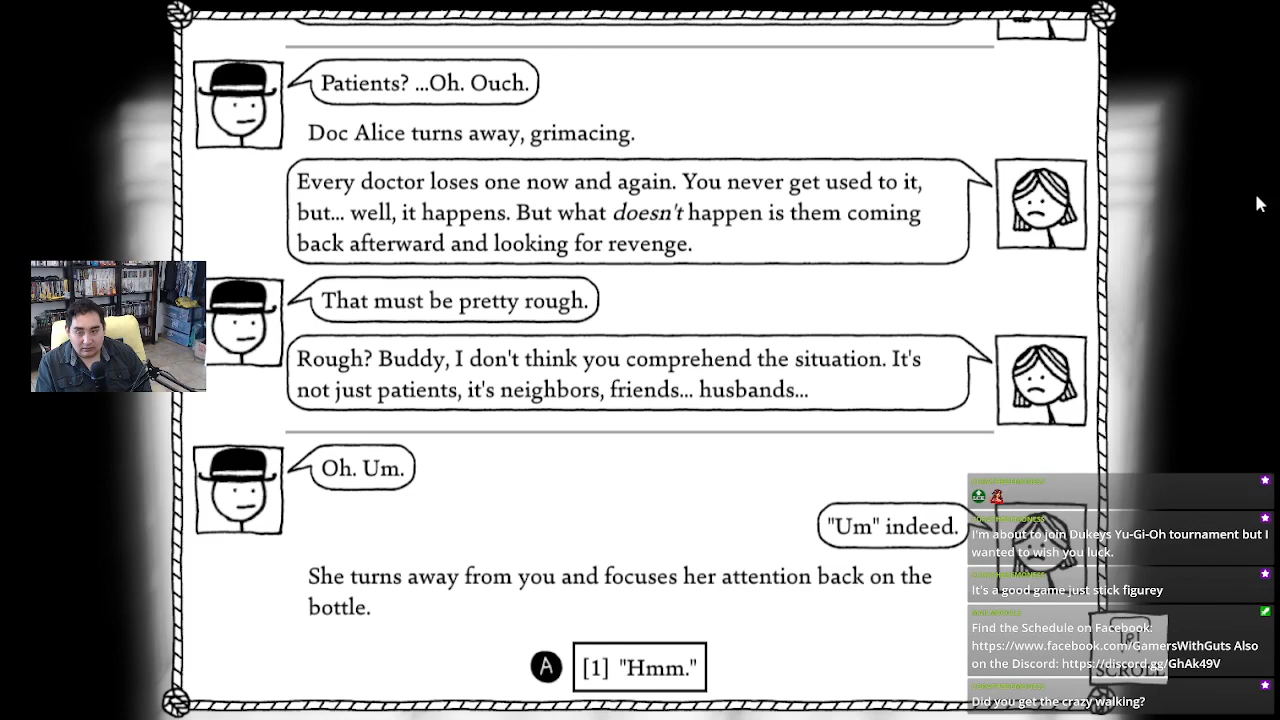 Patients? ...Oh. Ouch.
Doc Alice turns away, grimacing.
Every doctor loses one now and again. You never get used to it,
but... well, it happens. But what doesn't happen is them coming
back afterward and looking for revenge.
That must be pretty rough.
Rough? Buddy, I don't think you comprehend the situation. It's
not just patients, it's neighbors, friends... husbands...
Oh. Um.
"Um" indeed.
She turns away from you and focuses her attention back on the
bottle.
A [1] "Hmm."
I'm about to join Dukeys Yu-Gi-Oh tournament but I
wanted to wish you luck.
It's a good game just stick figurey
Find the Schedule on Facebook:
https://www.facebook.com/GamersWithGuts Also
on the Discord: https://discord.gg/GhAk49V
SCROLL
Did you get the crazy walking?